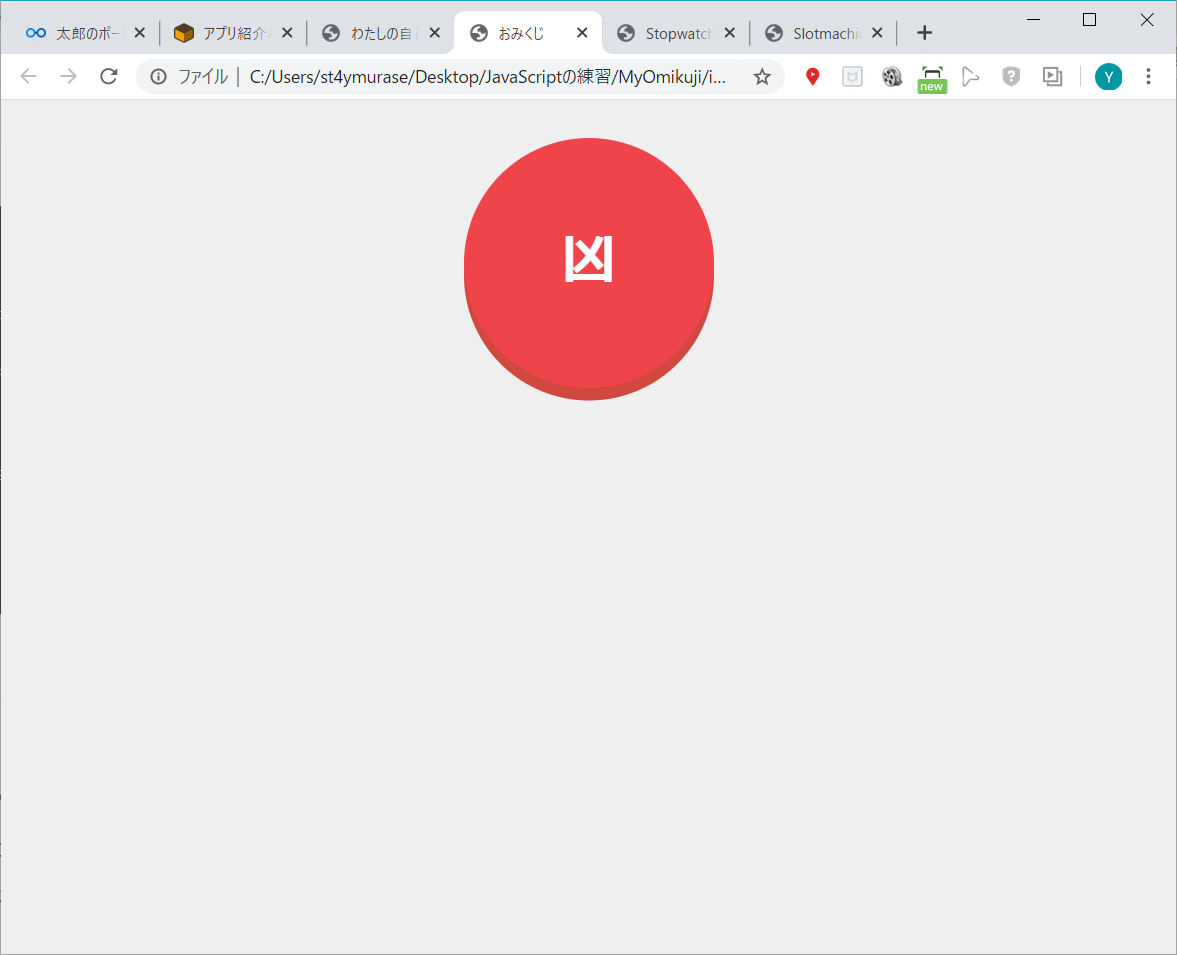 太郎のポー
アプリ紹介
わたしの自
おみくじ
Stopwatch
Slotmachi
ファイル | C:/Users/st4ymurase/Desktop/JavaScriptの練習/MyOmikuji/i...
new
Y
凶